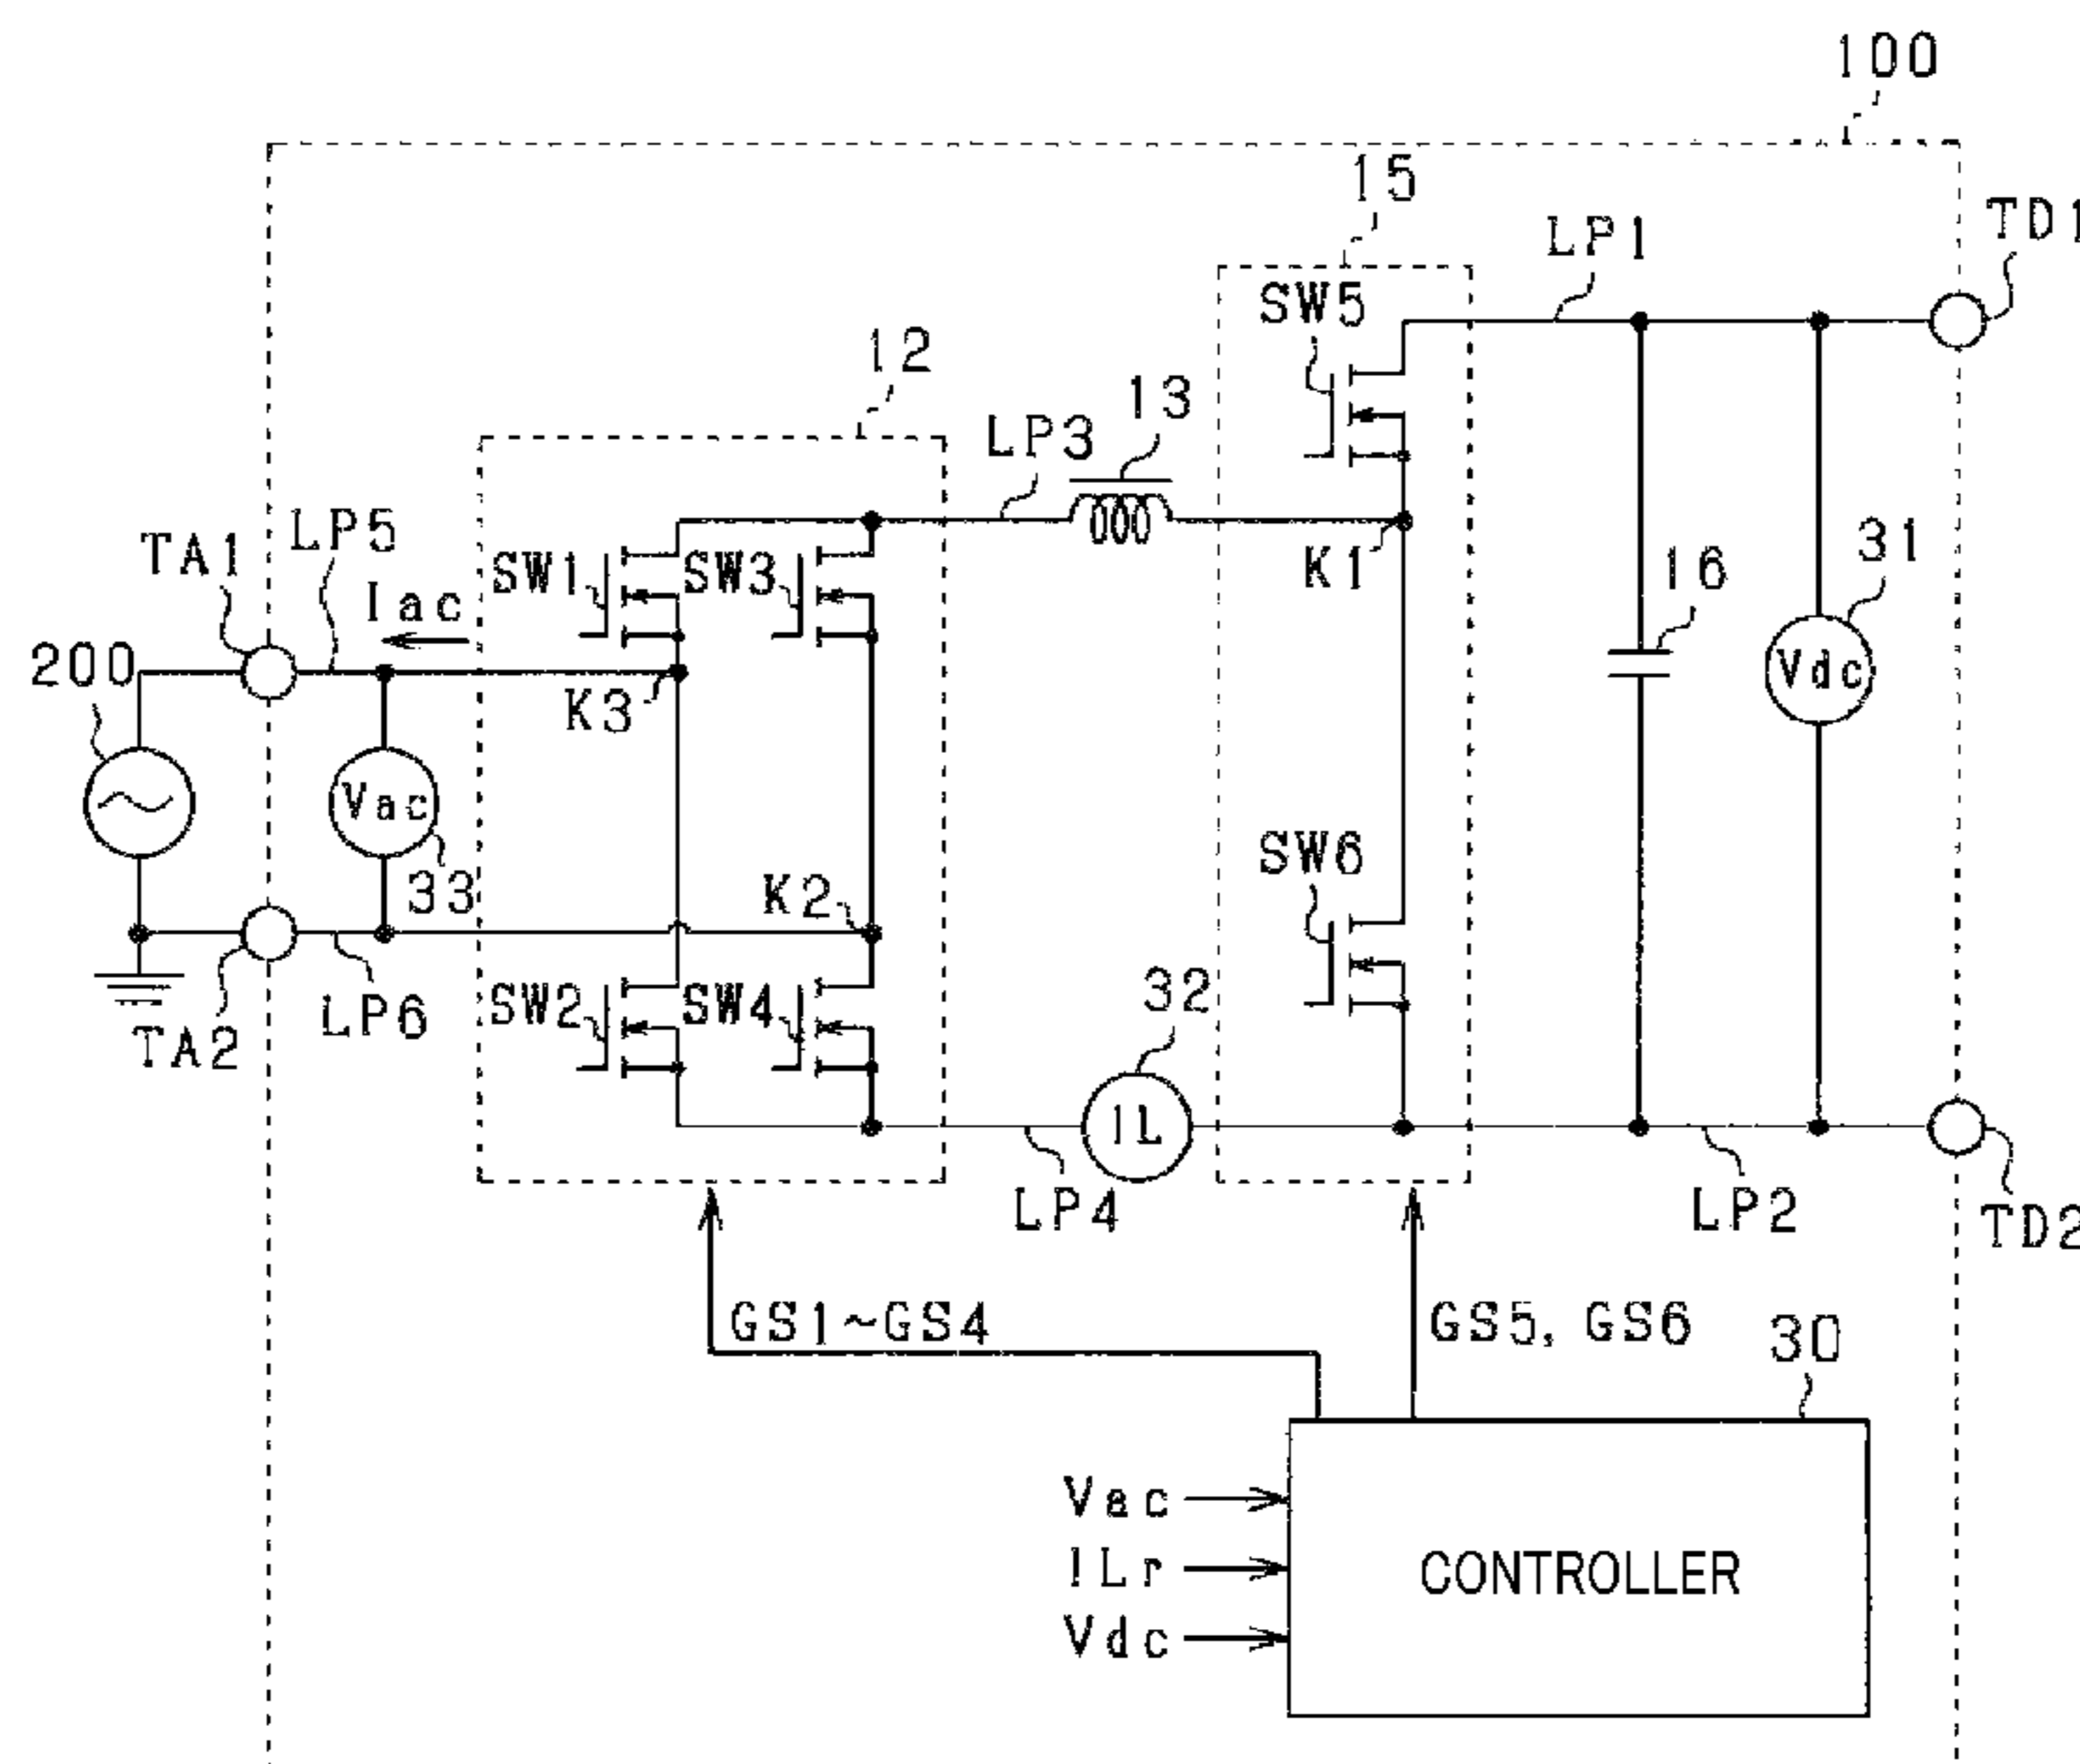 100
15
TD1
LP1
SW5
12
13
LP3
LP5
TA1
Iac
SW1
SW3
K1
16
31
200
K3
Vdc
Vac
SW6
33
K2
32
SW2
SW4
LP6
TA2
IL
LP4
LP2
TD2
GS1~GS4
GS5, GS6
30
Vac
ILr
Vdc
CONTROLLER